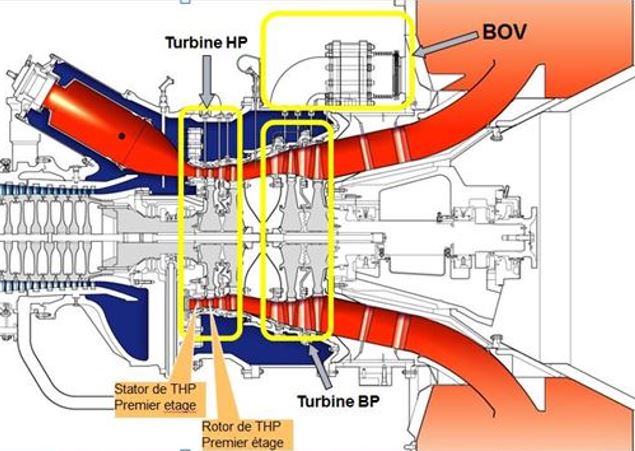 BOV
Turbine HP
Stator de THP
Premier etage
Turbine BP
Rotor de THP
Premier étage